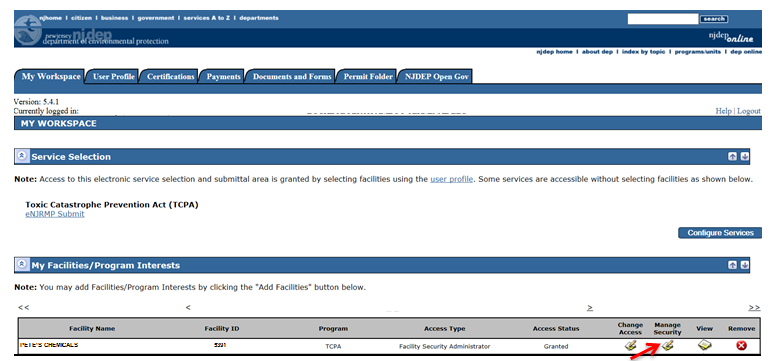 njhome | citizen | business | government | services A to Z | departments
search
new jersey njdep
department of environmental protection
njdep online
njdep home | about dep | index by topic | programs/units | dep online
My Workspace User Profile Certifications Payments Documents and Forms Permit Folder NJDEP Open Gov
Version: 5.4.1
Currently logged in:
Help | Logout
MY WORKSPACE
Service Selection
Note: Access to this electronic service selection and submittal area is granted by selecting facilities using the user profile. Some services are accessible without selecting facilities as shown below.
Toxic Catastrophe Prevention Act (TCPA)
eNJRMP Submit
Configure Services
My Facilities/Program Interests
Note: You may add Facilities/Program Interests by clicking the "Add Facilities" button below.
<< < > >>
Facility Name Facility ID Program Access Type Access Status Change Access Manage Security View Remove
PETE'S CHEMICALS TCPA Facility Security Administrator Granted